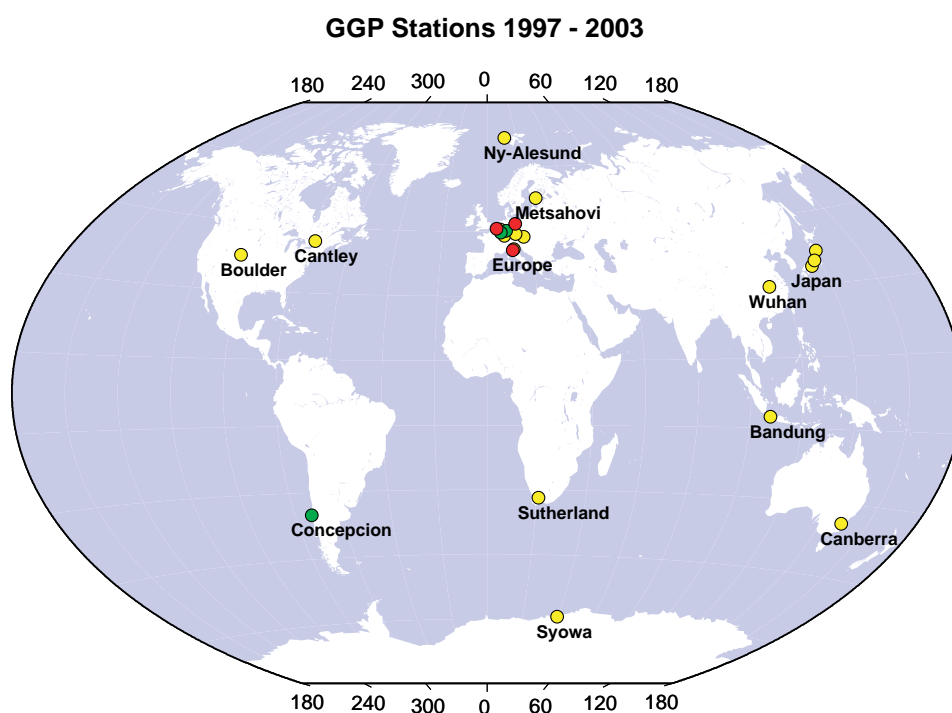 GGP Stations 1997 - 2003
180 240 300 0 60 120 180
Ny-Alesund
Metsahovi
Europe
Cantley
Boulder
Japan
Wuhan
Bandung
Sutherland
Concepcion
Canberra
Syowa
180 240 300 0 60 120 180